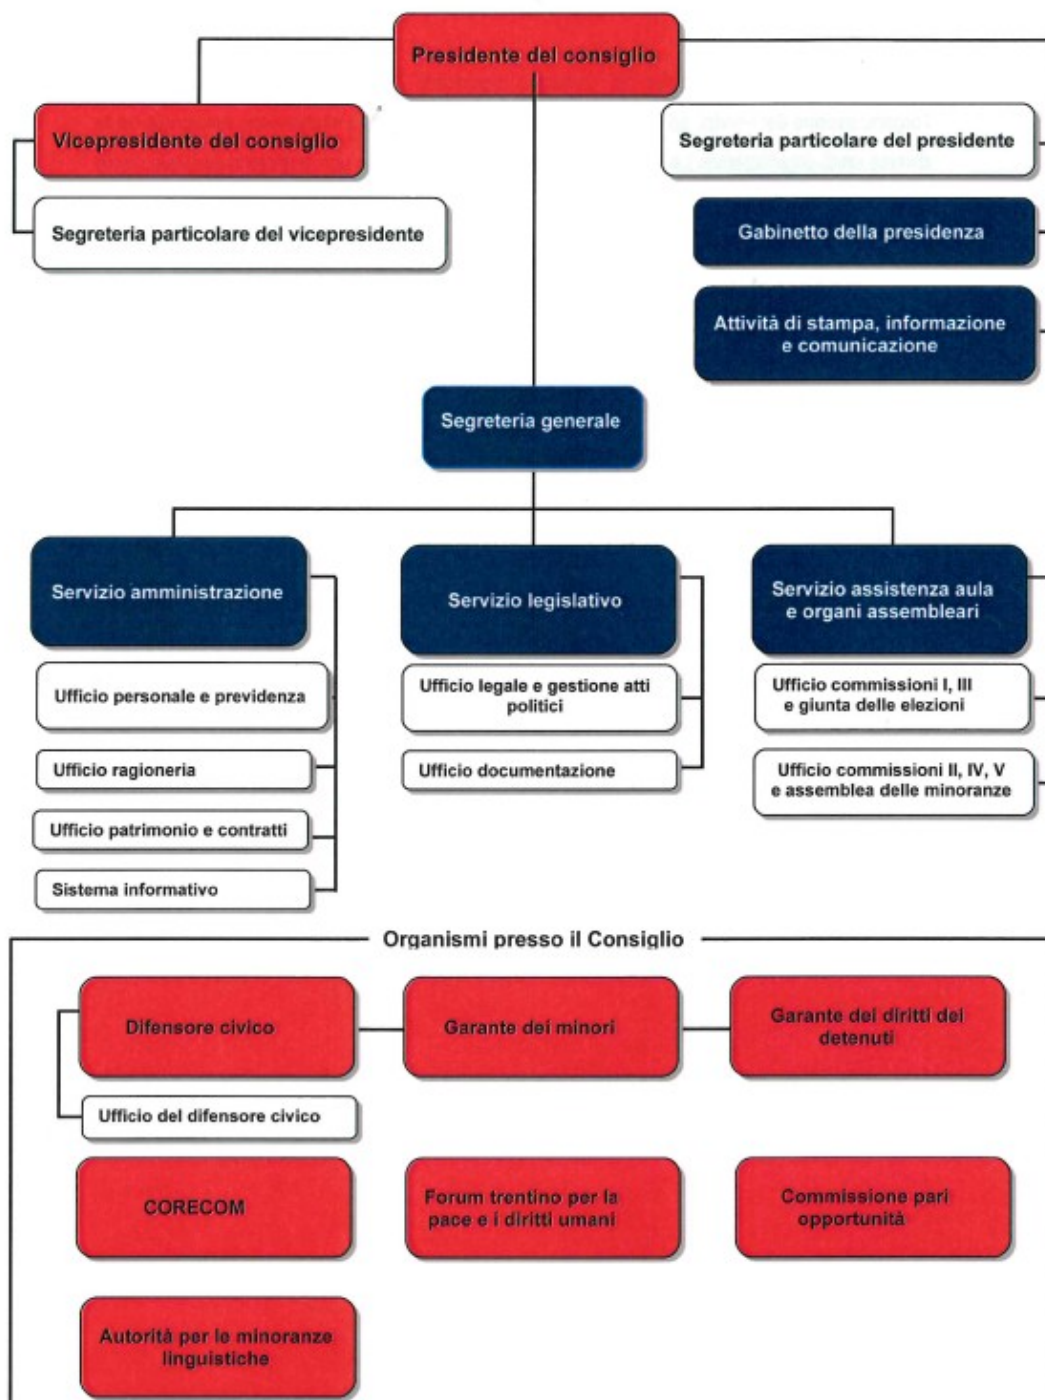 Presidente del consiglio
Vicepresidente del consiglio
Segreteria particolare del presidente
Segreteria particolare del vicepresidente
Gabinetto della presidenza
Attività di stampa, informazione
e comunicazione
Segreteria generale
Servizio amministrazione
Servizio legislativo
Servizio assistenza aula
e organi assembleari
Ufficio personale e previdenza
Ufficio legale e gestione atti
politici
Ufficio commissioni I, III
e giunta delle elezioni
Ufficio ragioneria
Ufficio documentazione
Ufficio commissioni II, IV, V
e assemblea delle minoranze
Ufficio patrimonio e contratti
Sistema informativo
Organismi presso il Consiglio
Difensore civico
Garante dei minori
Garante dei diritti dei
detenuti
Ufficio del difensore civico
CORECOM
Forum trentino per la
pace e i diritti umani
Commissione pari
opportunità
Autorità per le minoranze
linguistiche